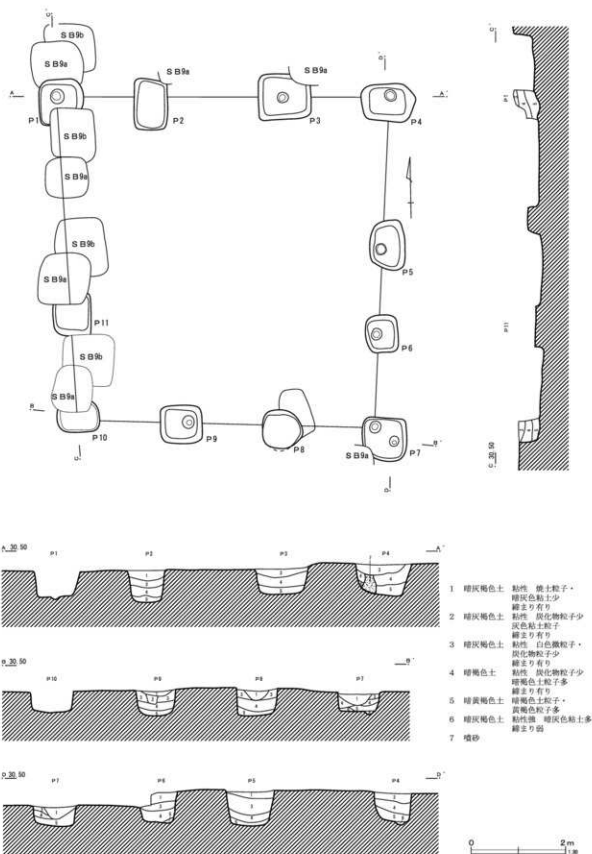 C'
SB9b
SB9a
SB9a
SB9a
D'
A
A'
P1
P2
P3
P4
SB9b
SB9a
SB9b
SB9a
P5
P11
P6
SB9b
SB9a
B
B'
P10
P9
P8
P7
SB9a
C
D
C'
P1
P11
C 30.50
A 30.50
A'
P1
P2
P3
P4
B 30.50
B'
P10
P9
P8
P7
D 30.50
D'
P7
P6
P5
P4
1 暗灰褐色土 粘性 焼土粒子・
暗灰色粘土少
締まり有り
2 暗灰褐色土 粘性 炭化物粒子少
灰色粘土粒子
締まり有り
3 暗灰褐色土 粘性 白色微粒子・
炭化物粒子少
締まり有り
4 暗褐色土 粘性 炭化物粒子少
暗褐色土粒子多
締まり有り
5 暗黄褐色土 暗褐色土粒子・
黄褐色粒子多
6 暗灰褐色土 粘性強 暗灰色粘土多
締まり弱
7 噴砂
0 2m